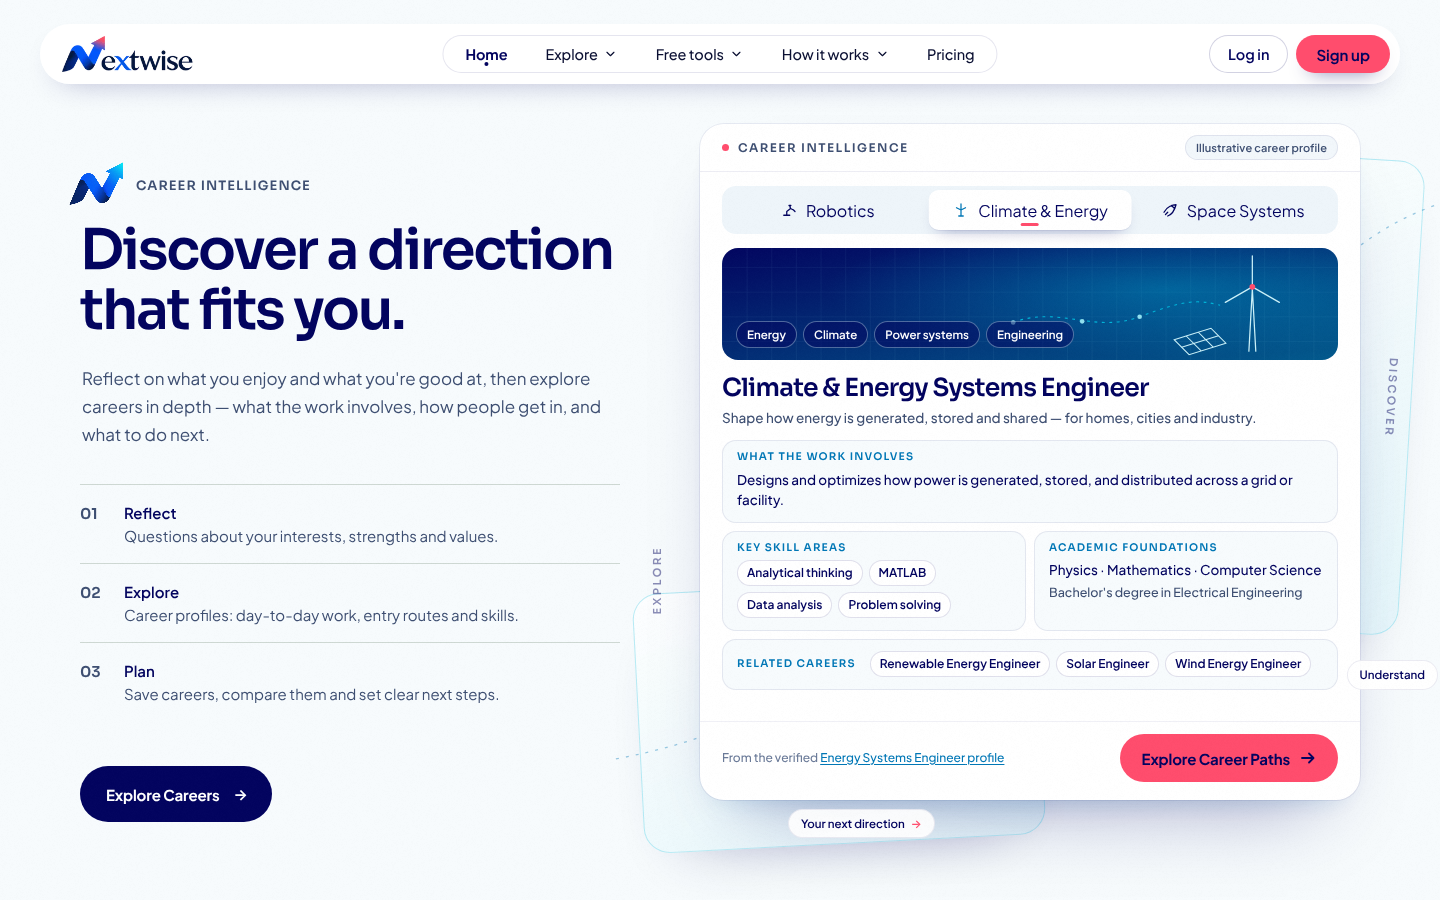 Nextwise
Home
Explore
Free tools
How it works
Pricing
Log in
Sign up
CAREER INTELLIGENCE
Discover a direction
that fits you.
Reflect on what you enjoy and what you're good at, then explore
careers in depth — what the work involves, how people get in, and
what to do next.
01 Reflect
Questions about your interests, strengths and values.
02 Explore
Career profiles: day-to-day work, entry routes and skills.
03 Plan
Save careers, compare them and set clear next steps.
Explore Careers →
EXPLORE
CAREER INTELLIGENCE
Illustrative career profile
Robotics
Climate & Energy
Space Systems
Energy
Climate
Power systems
Engineering
Climate & Energy Systems Engineer
Shape how energy is generated, stored and shared — for homes, cities and industry.
WHAT THE WORK INVOLVES
Designs and optimizes how power is generated, stored, and distributed across a grid or
facility.
KEY SKILL AREAS
Analytical thinking
MATLAB
Data analysis
Problem solving
ACADEMIC FOUNDATIONS
Physics · Mathematics · Computer Science
Bachelor's degree in Electrical Engineering
RELATED CAREERS
Renewable Energy Engineer
Solar Engineer
Wind Energy Engineer
From the verified Energy Systems Engineer profile
Explore Career Paths →
DISCOVER
Understand
Your next direction →